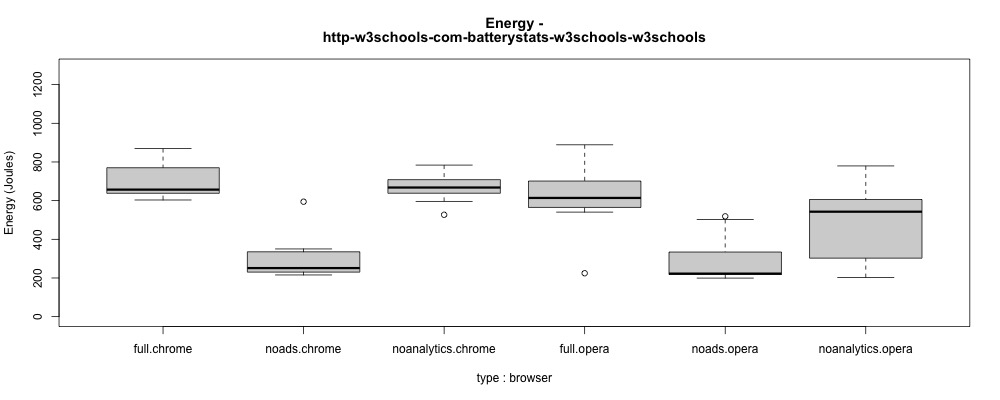 Energy -
http-w3schools-com-batterystats-w3schools-w3schools
Energy (Joules)
1200
1000
800
600
400
200
0
full.chrome
noads.chrome
noanalytics.chrome
full.opera
noads.opera
noanalytics.opera
type : browser